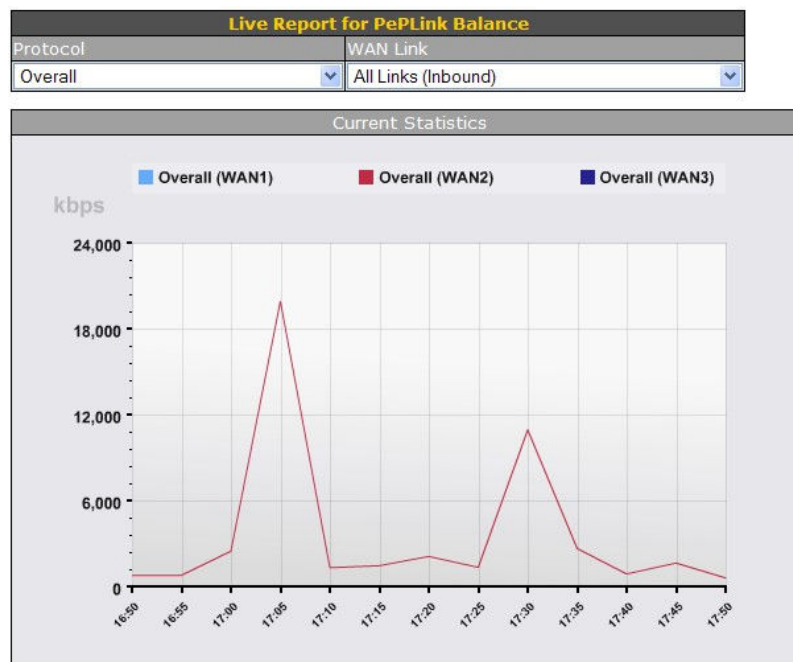 Live Report for PePLink Balance
Protocol WAN Link
Overall All Links (Inbound)
Current Statistics
Overall (WAN1) Overall (WAN2) Overall (WAN3)
kbps
24,000
18,000
12,000
6,000
0
16:50 16:55 17:00 17:05 17:10 17:15 17:20 17:25 17:30 17:35 17:40 17:45 17:50